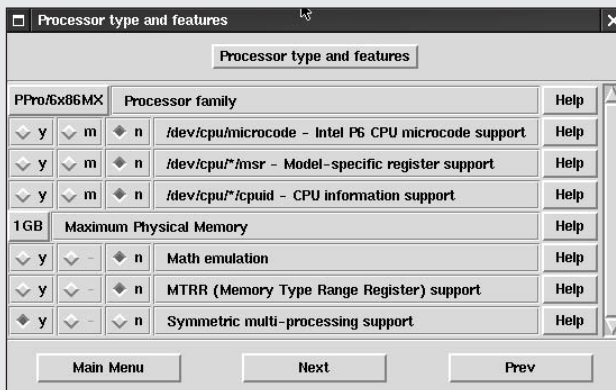 Processor type and features
Processor type and features
PPro/6x86MX Processor family Help
y m n /dev/cpu/microcode - Intel P6 CPU microcode support Help
y m n /dev/cpu/*/msr - Model-specific register support Help
y m n /dev/cpu/*/cpuid - CPU information support Help
1GB Maximum Physical Memory Help
y - n Math emulation Help
y - n MTRR (Memory Type Range Register) support Help
y - n Symmetric multi-processing support Help
Main Menu Next Prev